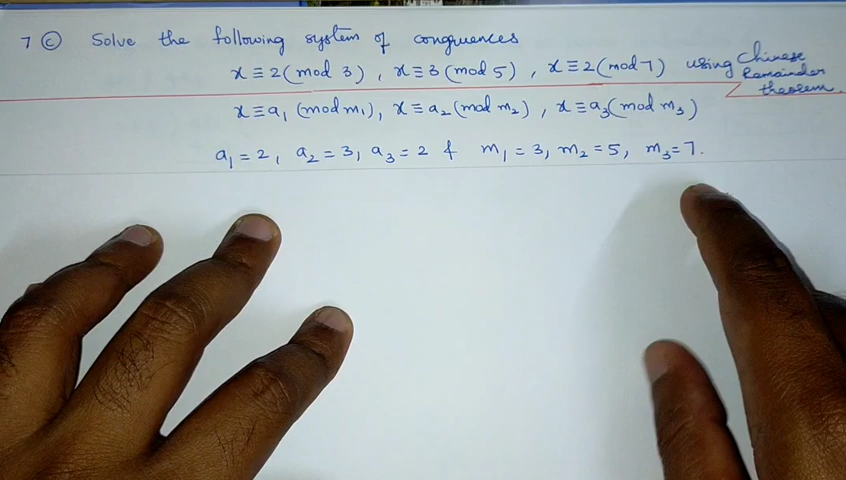 7 ⓒ Solve the following system of congruences
x ≡ 2 (mod 3), x ≡ 3 (mod 5), x ≡ 2 (mod 7) using Chinese Remainder theorem.
x ≡ a₁ (mod m₁), x ≡ a₂ (mod m₂), x ≡ a₃ (mod m₃)
a₁ = 2, a₂ = 3, a₃ = 2 & m₁ = 3, m₂ = 5, m₃ = 7.